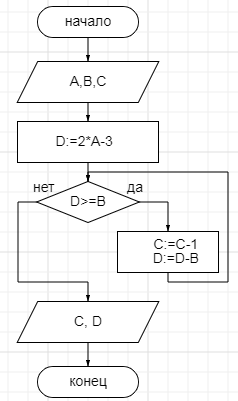 начало
A,B,C
D:=2*A-3
нет
да
D>=B
C:=C-1
D:=D-B
C, D
конец